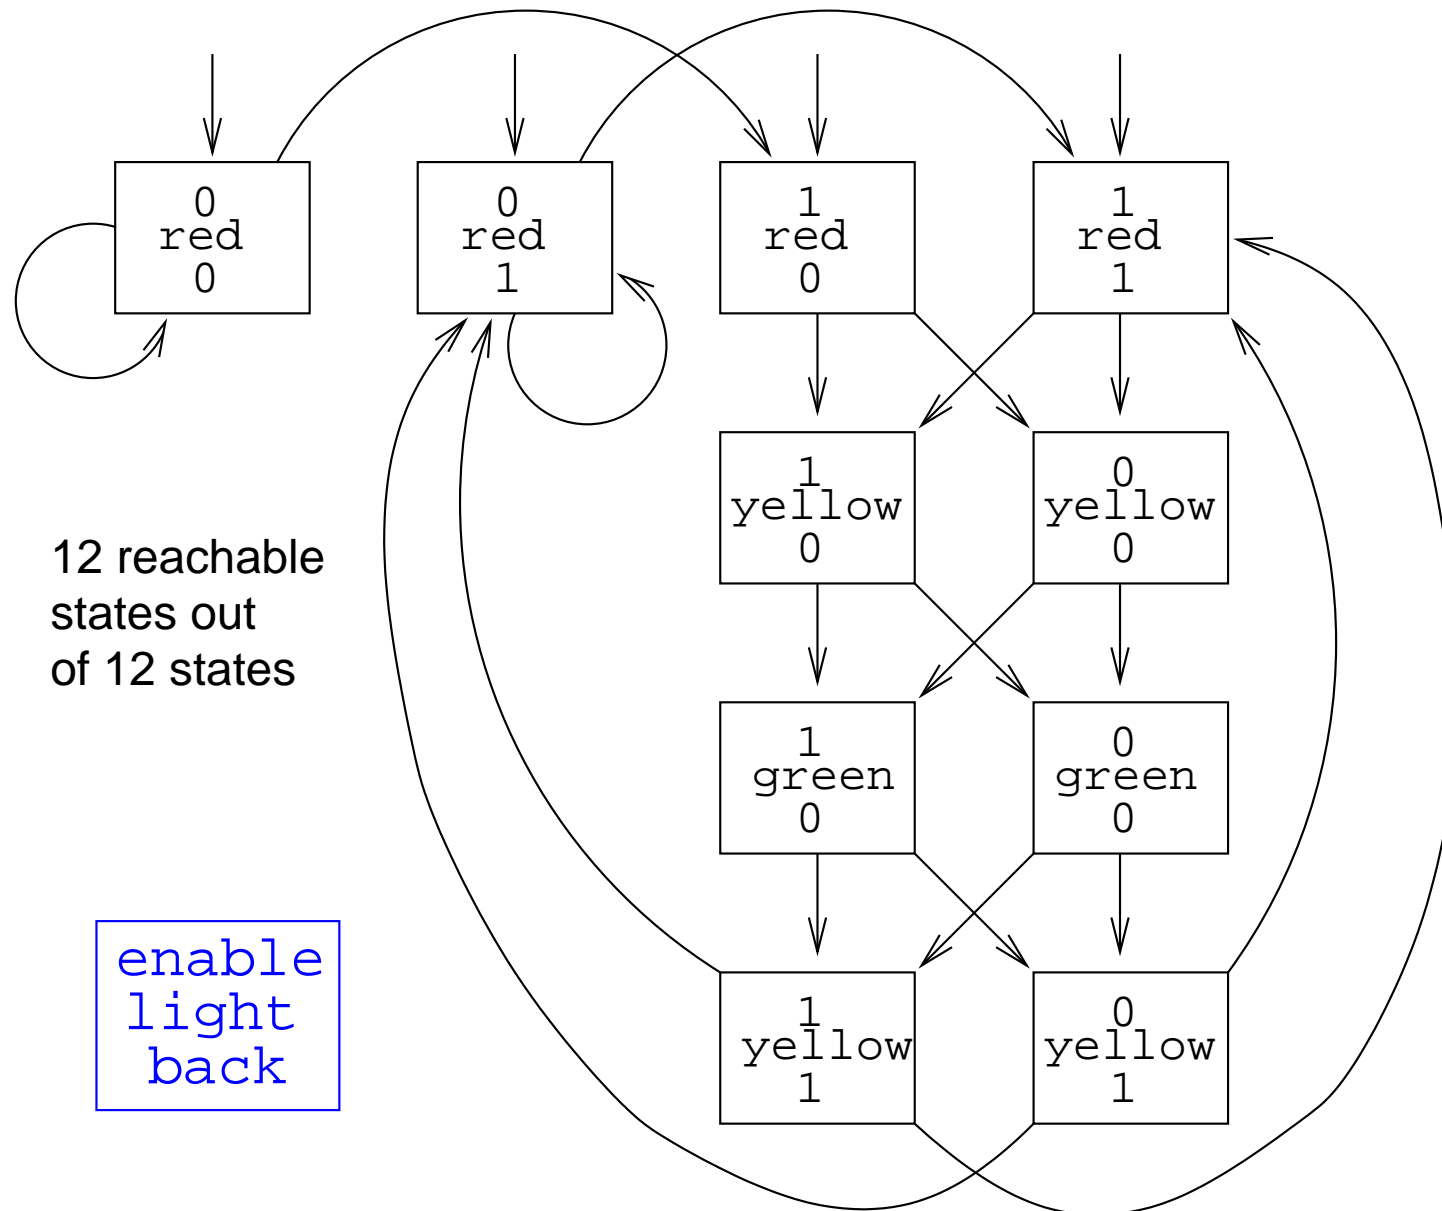 0
red
0
0
red
1
1
red
0
1
red
1
1
yellow
0
0
yellow
0
12 reachable
states out
of 12 states
1
green
0
0
green
0
enable
light
back
1
yellow
1
0
yellow
1